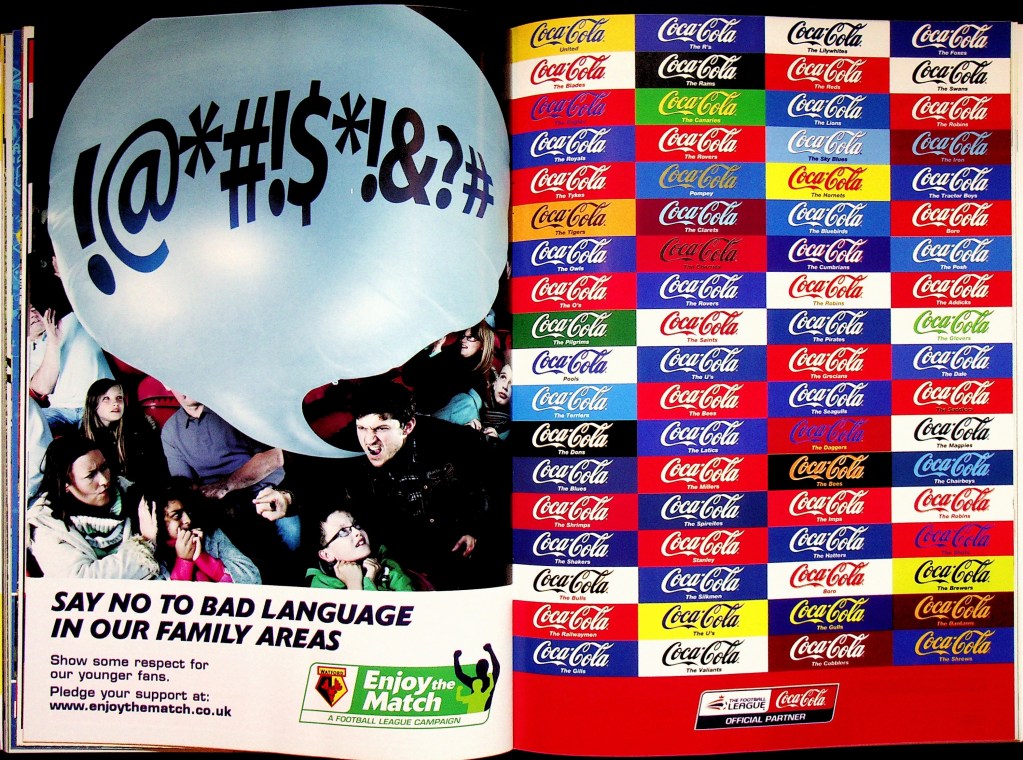 !@*#!$*!&?#
SAY NO TO BAD LANGUAGE
IN OUR FAMILY AREAS
Show some respect for
our younger fans.
Pledge your support at:
www.enjoythematch.co.uk
WATFORD
Enjoy the
Match
A FOOTBALL LEAGUE CAMPAIGN
Coca-Cola Coca-Cola Coca-Cola Coca-Cola
United The R's The Lilywhites The Foxes
Coca-Cola Coca-Cola Coca-Cola Coca-Cola
The Blades The Rams The Reds The Swans
Coca-Cola Coca-Cola Coca-Cola Coca-Cola
The Canaries The Lions The Robins
Coca-Cola Coca-Cola Coca-Cola Coca-Cola
The Royals The Rovers The Sky Blues The Iron
Coca-Cola Coca-Cola Coca-Cola Coca-Cola
The Tykes Pompey The Hornets The Tractor Boys
Coca-Cola Coca-Cola Coca-Cola Coca-Cola
The Tigers The Clarets The Bluebirds Boro
Coca-Cola Coca-Cola Coca-Cola Coca-Cola
The Owls The Cumbrians The Posh
Coca-Cola Coca-Cola Coca-Cola Coca-Cola
The O's The Rovers The Robins The Addicks
Coca-Cola Coca-Cola Coca-Cola Coca-Cola
The Pilgrims The Saints The Pirates The Glovers
Coca-Cola Coca-Cola Coca-Cola Coca-Cola
Pools The U's The Grecians The Dale
Coca-Cola Coca-Cola Coca-Cola Coca-Cola
The Terriers The Bees The Seagulls
Coca-Cola Coca-Cola Coca-Cola Coca-Cola
The Dons The Latics The Daggers The Magpies
Coca-Cola Coca-Cola Coca-Cola Coca-Cola
The Blues The Millers The Bees The Chairboys
Coca-Cola Coca-Cola Coca-Cola Coca-Cola
The Shrimps The Spireites The Imps The Robins
Coca-Cola Coca-Cola Coca-Cola Coca-Cola
The Shakers Stanley The Hatters
Coca-Cola Coca-Cola Coca-Cola Coca-Cola
The Bulls The Silkmen Boro The Brewers
Coca-Cola Coca-Cola Coca-Cola Coca-Cola
The Railwaymen The U's The Gulls The Bantams
Coca-Cola Coca-Cola Coca-Cola Coca-Cola
The Gills The Valiants The Cobblers The Shrews
THE FOOTBALL
LEAGUE Coca-Cola
OFFICIAL PARTNER